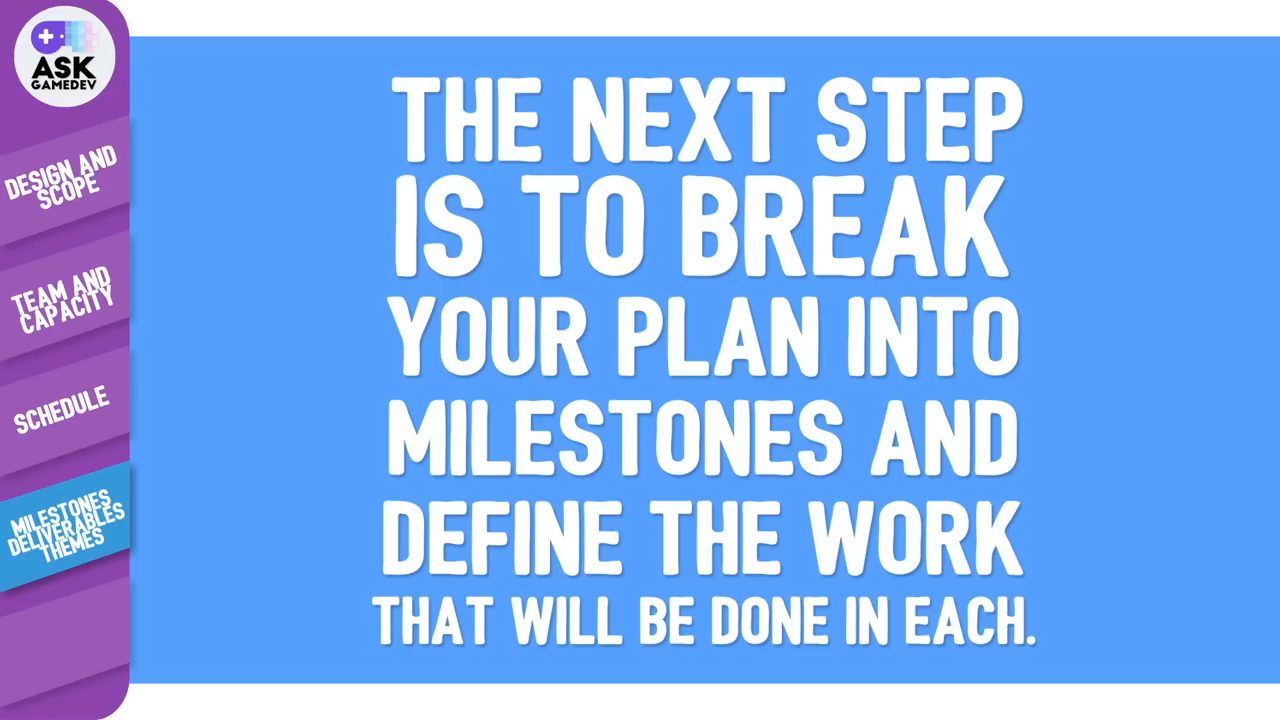 ASK
GAMEDEV
DESIGN AND
SCOPE
TEAM AND
CAPACITY
SCHEDULE
MILESTONES
DELIVERABLES
THEMES
THE NEXT STEP
IS TO BREAK
YOUR PLAN INTO
MILESTONES AND
DEFINE THE WORK
THAT WILL BE DONE IN EACH.